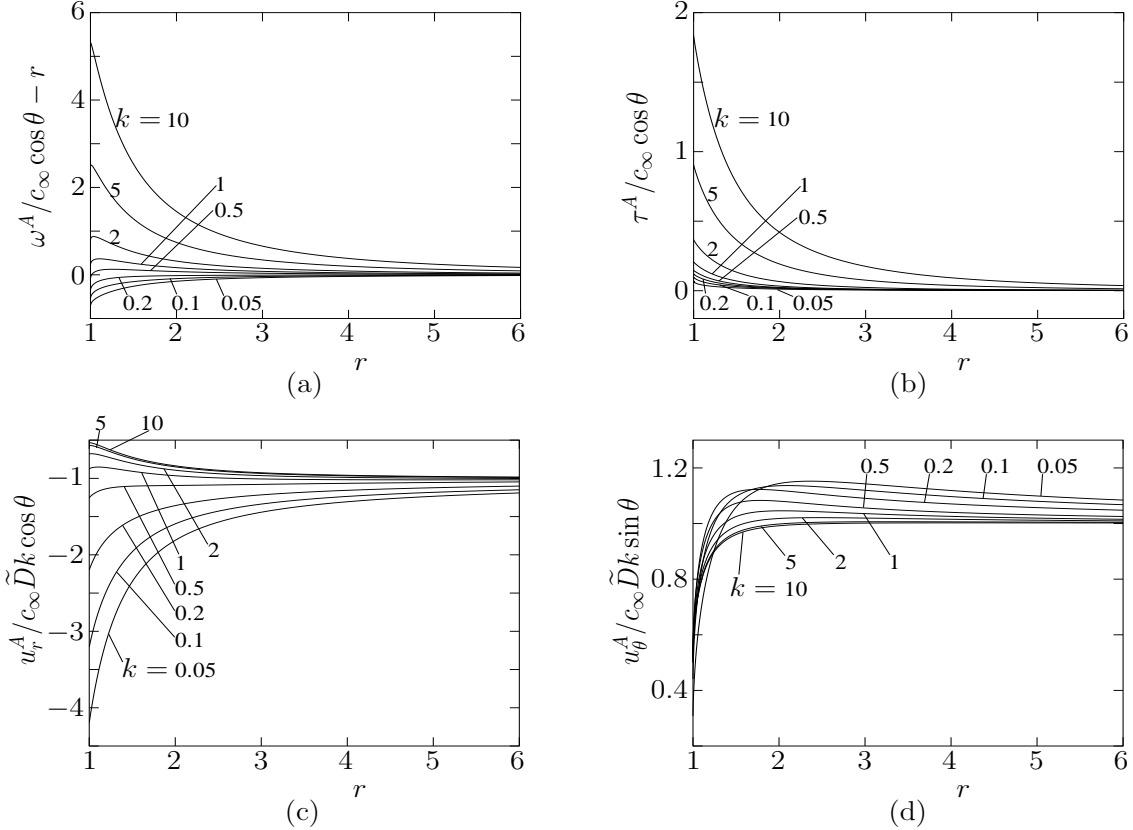 6
4
2
0
ω^A/c_∞ cos θ − r
k = 10
5
2
1
0.5
0.2
0.1
0.05
1 2 3 4 5 6
r
(a)
2
1
0
τ^A/c_∞ cos θ
k = 10
5
2
1
0.5
0.2
0.1
0.05
1 2 3 4 5 6
r
(b)
5 10
−1
−2
−3
−4
u_r^A/c_∞ D̃k cos θ
2
1
0.5
0.2
0.1
k = 0.05
1 2 3 4 5 6
r
(c)
1.2
0.8
0.4
u_θ^A/c_∞ D̃k sin θ
0.5 0.2 0.1 0.05
5 2 1
k = 10
1 2 3 4 5 6
r
(d)